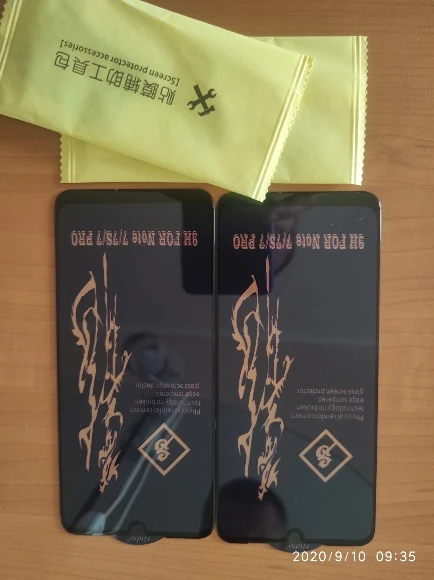 贴膜辅助工具包
[Screen protector accessories]
9H FOR Note 7/7S/7 PRO
Physical reinforcement
technology no broken
edge tampered
glass screen protector
9H FOR Note 7/7S/7 PRO
Physical reinforcement
technology no broken
edge tampered
glass screen protector
2020/9/10 09:35